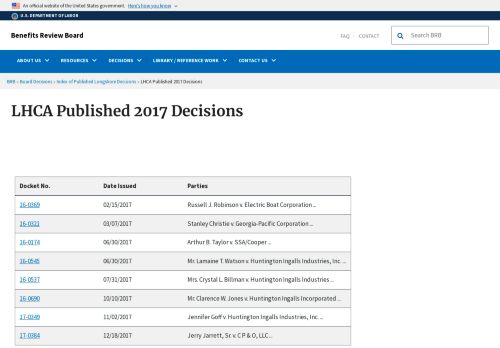 An official website of the United States government. Here's how you know
U.S. DEPARTMENT OF LABOR
Benefits Review Board
FAQ CONTACT
Search BRB
ABOUT US RESOURCES DECISIONS LIBRARY / REFERENCE WORK CONTACT US
BRB › Board Decisions › Index of Published Longshore Decisions › LHCA Published 2017 Decisions
LHCA Published 2017 Decisions
Docket No. Date Issued Parties
16-0369 02/15/2017 Russell J. Robinson v. Electric Boat Corporation ...
16-0321 03/07/2017 Stanley Christie v. Georgia-Pacific Corporation ...
16-0174 06/30/2017 Arthur B. Taylor v. SSA/Cooper ...
16-0545 06/30/2017 Mr. Lamaine T. Watson v. Huntington Ingalls Industries, Inc. ...
16-0537 07/31/2017 Mrs. Crystal L. Billman v. Huntington Ingalls Industries ...
16-0690 10/10/2017 Mr. Clarence W. Jones v. Huntington Ingalls Incorporated ...
17-0349 11/02/2017 Jennifer Goff v. Huntington Ingalls Industries, Inc. ...
17-0384 12/18/2017 Jerry Jarrett, Sr. v. C P & O, LLC ...